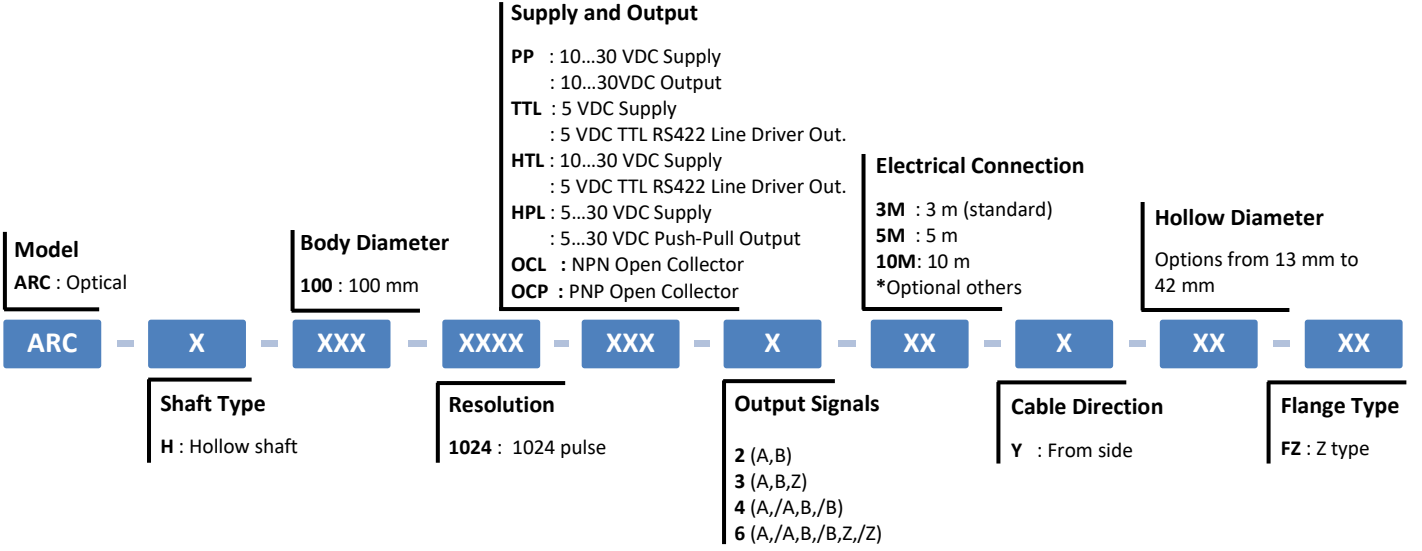 Supply and Output
PP : 10...30 VDC Supply
: 10...30VDC Output
TTL : 5 VDC Supply
: 5 VDC TTL RS422 Line Driver Out.
HTL : 10...30 VDC Supply
: 5 VDC TTL RS422 Line Driver Out.
HPL : 5...30 VDC Supply
: 5...30 VDC Push-Pull Output
OCL : NPN Open Collector
OCP : PNP Open Collector
Model
ARC : Optical
Body Diameter
100 : 100 mm
Electrical Connection
3M : 3 m (standard)
5M : 5 m
10M: 10 m
*Optional others
Hollow Diameter
Options from 13 mm to
42 mm
ARC – X – XXX – XXXX – XXX – X – XX – X – XX – XX
Shaft Type
H : Hollow shaft
Resolution
1024 : 1024 pulse
Output Signals
2 (A,B)
3 (A,B,Z)
4 (A,/A,B,/B)
6 (A,/A,B,/B,Z,/Z)
Cable Direction
Y : From side
Flange Type
FZ : Z type